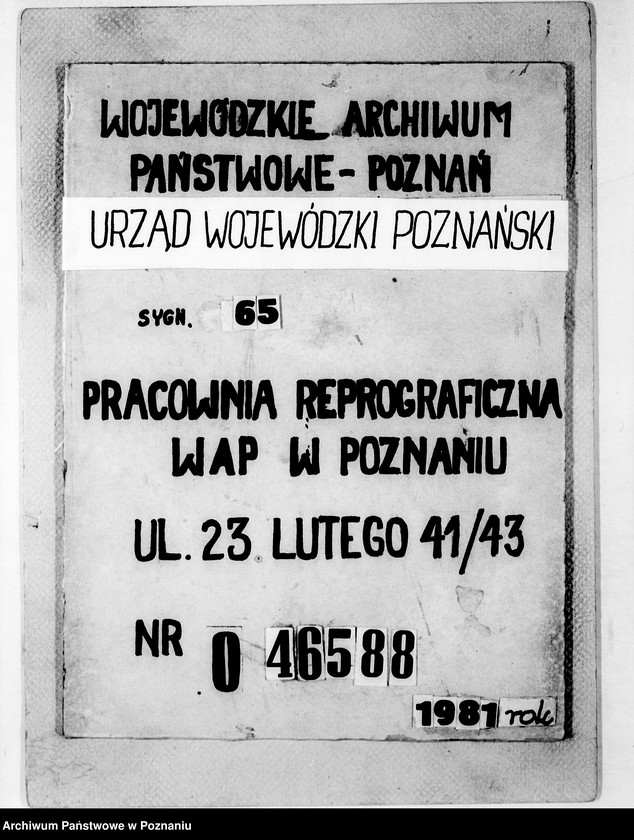 WOJEWÓDZKIE ARCHIWUM
PAŃSTWOWE - POZNAŃ
URZĄD WOJEWÓDZKI POZNAŃSKI
SYGN. 65
PRACOWNIA REPROGRAFICZNA
WAP W POZNANIU
UL. 23 LUTEGO 41/43
NR 0 46588
1981 rok
Archiwum Państwowe w Poznaniu